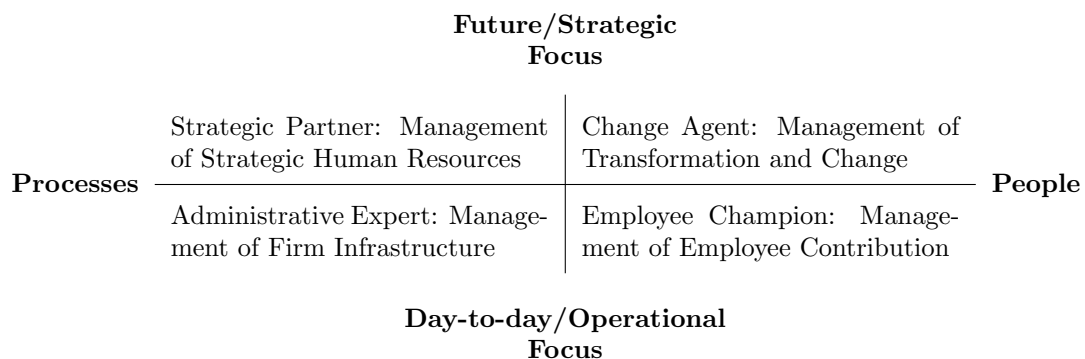 Future/Strategic
Focus
Strategic Partner: Management
of Strategic Human Resources
Change Agent: Management of
Transformation and Change
Processes
People
Administrative Expert: Manage-
ment of Firm Infrastructure
Employee Champion: Manage-
ment of Employee Contribution
Day-to-day/Operational
Focus